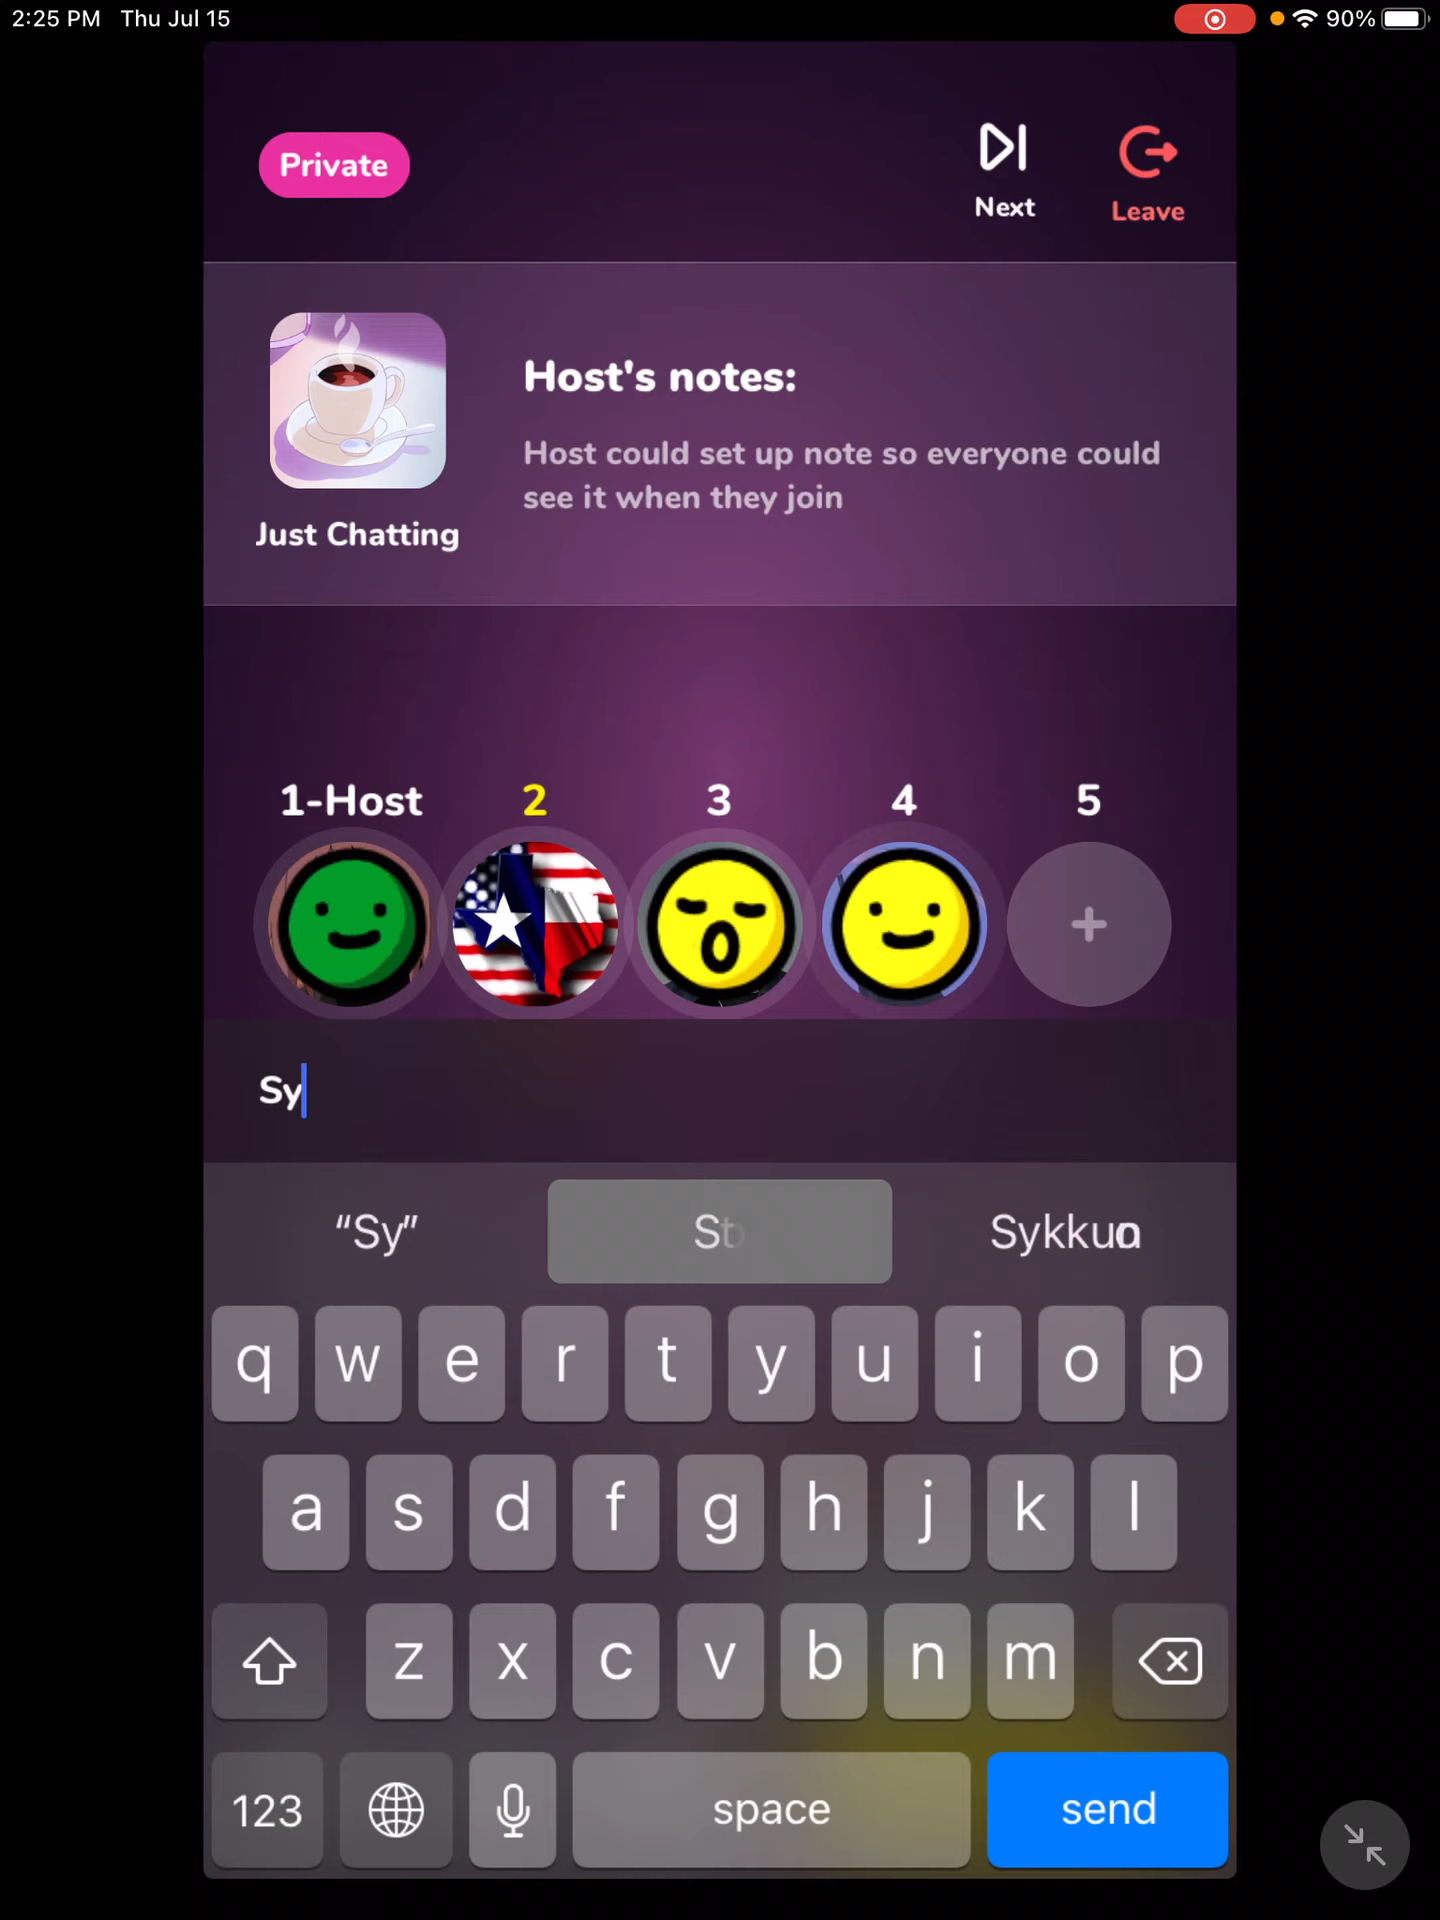 2:25 PM Thu Jul 15
90%
Private
Next
Leave
Host's notes:
Host could set up note so everyone could
see it when they join
Just Chatting
1-Host 2 3 4 5
Sy
“Sy”
q w e r t y u i o p
a s d f g h j k l
z x c v b n m
123 space send